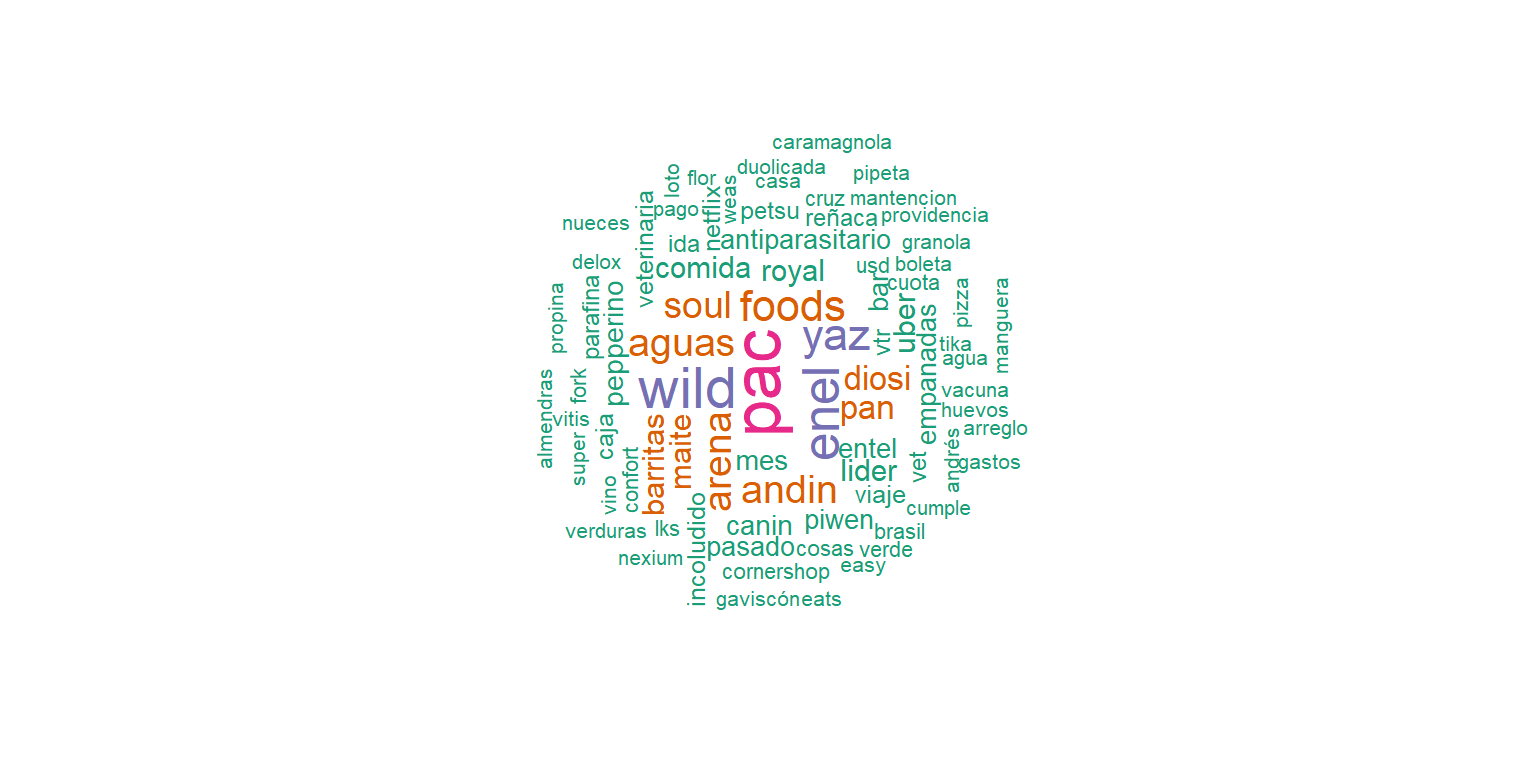 caramagnola
duolicada
loto
flor
casa
pipeta
weas
cruz
mantencion
nueces
veterinaria
pago
netflix
petsu
reñaca
providencia
ida
antiparasitario
granola
delox
comida
royal
usd
boleta
bar
cuota
propina
parafina
pepperino
soul
foods
uber
empanadas
pizza
manguera
aguas
pac
yaz
vtr
tika
agua
almendras
fork
wild
enel
diosi
vacuna
vitis
pan
huevos
super
caja
barritas
maite
arena
andrés
arreglo
confort
mes
entel
lider
vet
gastos
vino
andin
viaje
cumple
verduras
lks
incoludido
canin
piwen
brasil
nexium
pasado
cosas
verde
cornershop
easy
gaviscón
eats